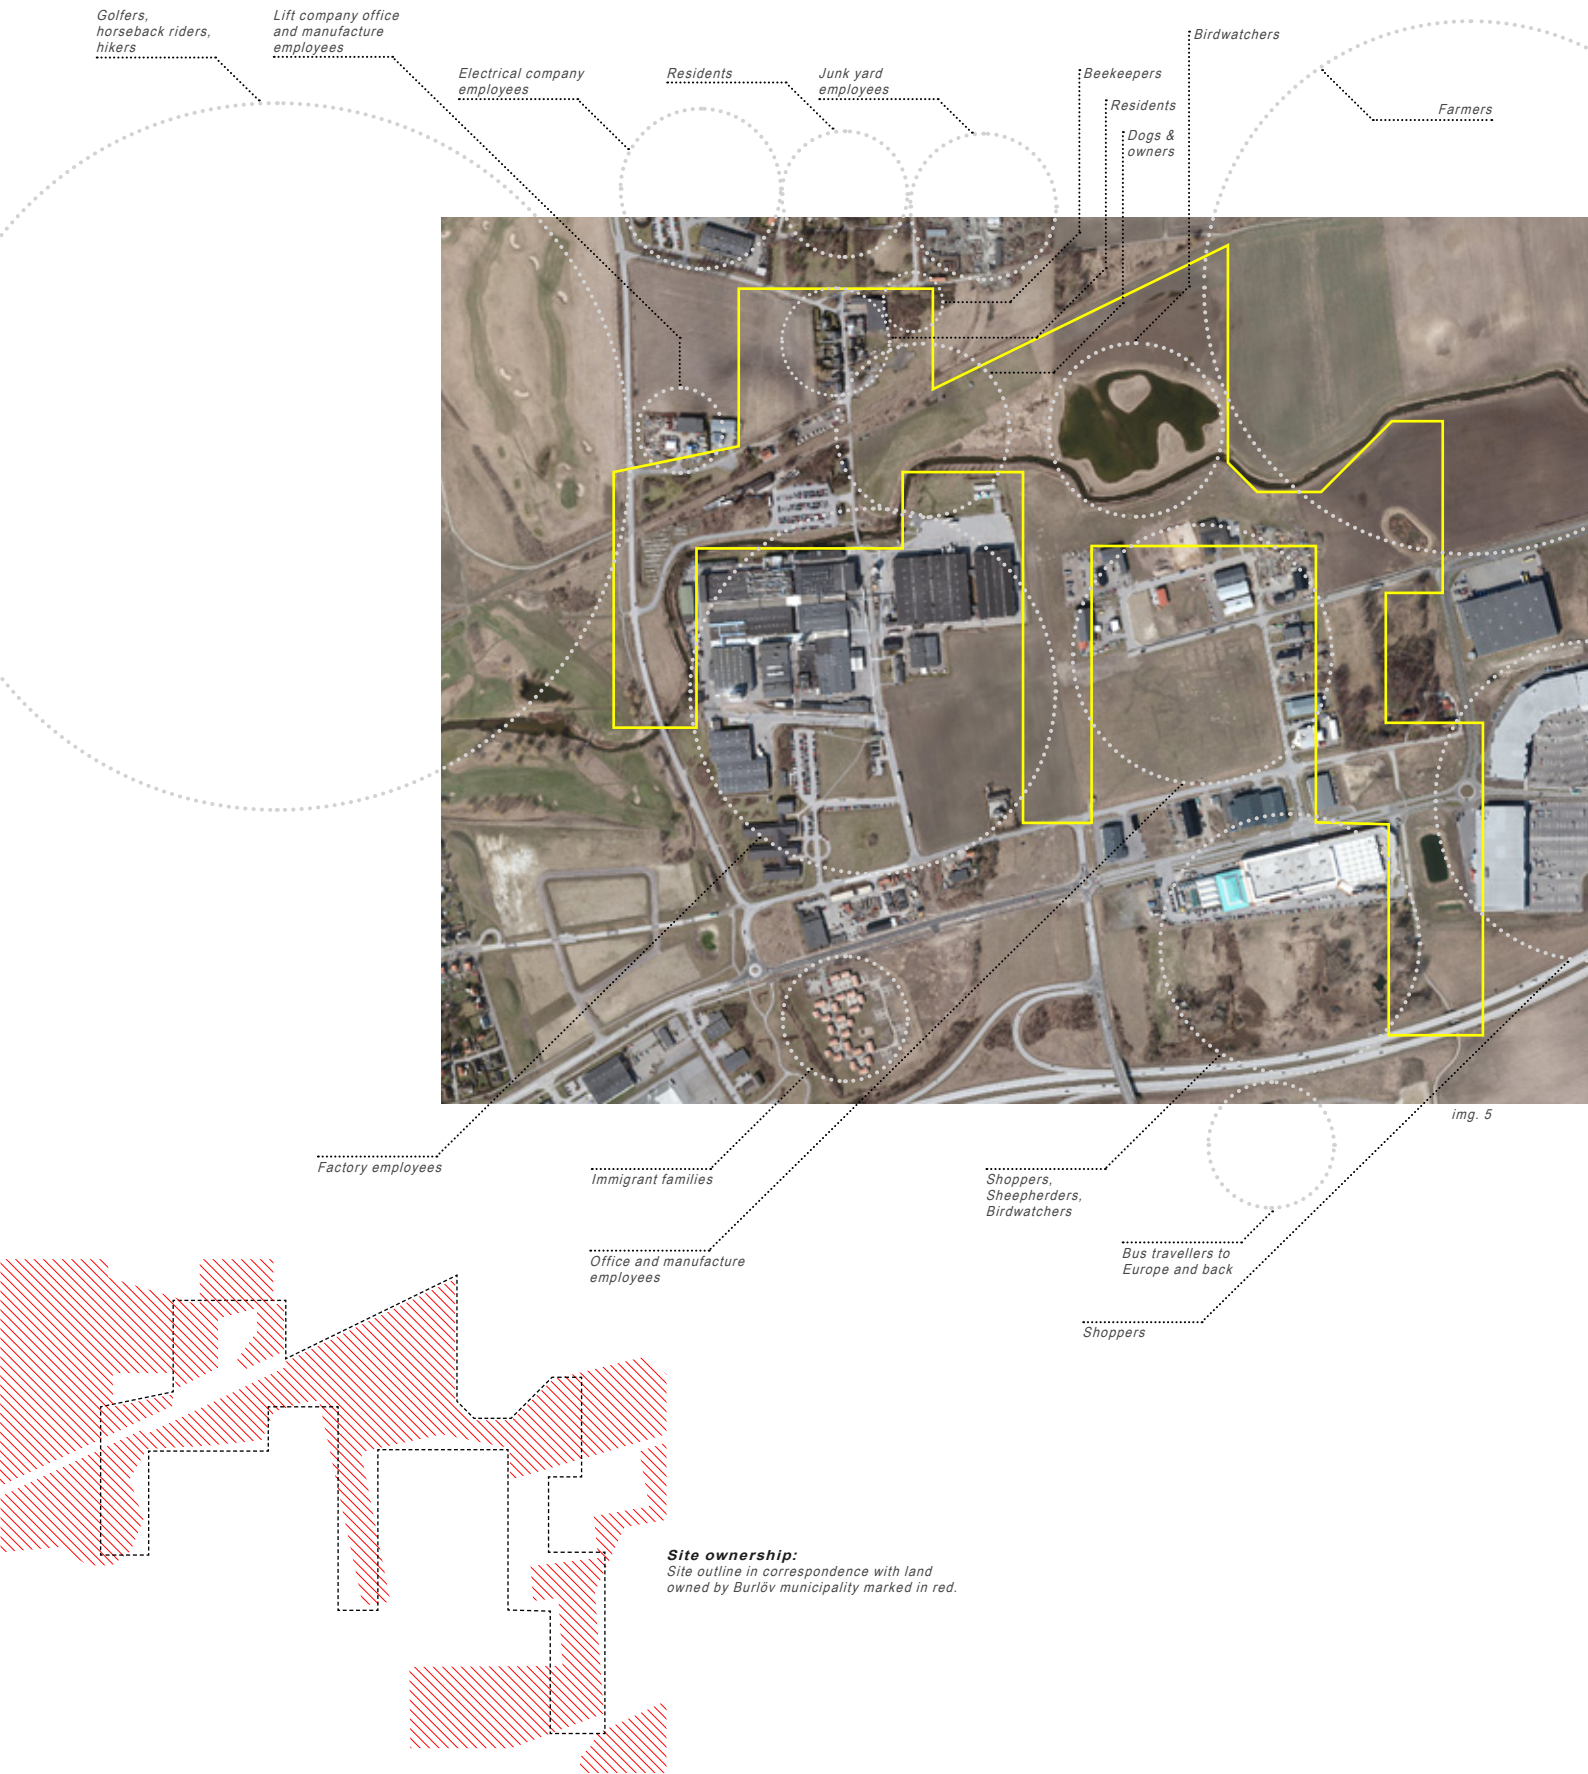 Golfers,
horseback riders,
hikers
Lift company office
and manufacture
employees
Electrical company
employees
Residents
Junk yard
employees
Beekeepers
Residents
Dogs &
owners
Birdwatchers
Farmers
img. 5
Factory employees
Immigrant families
Office and manufacture
employees
Shoppers,
Sheepherders,
Birdwatchers
Bus travellers to
Europe and back
Shoppers
Site ownership:
Site outline in correspondence with land
owned by Burlöv municipality marked in red.